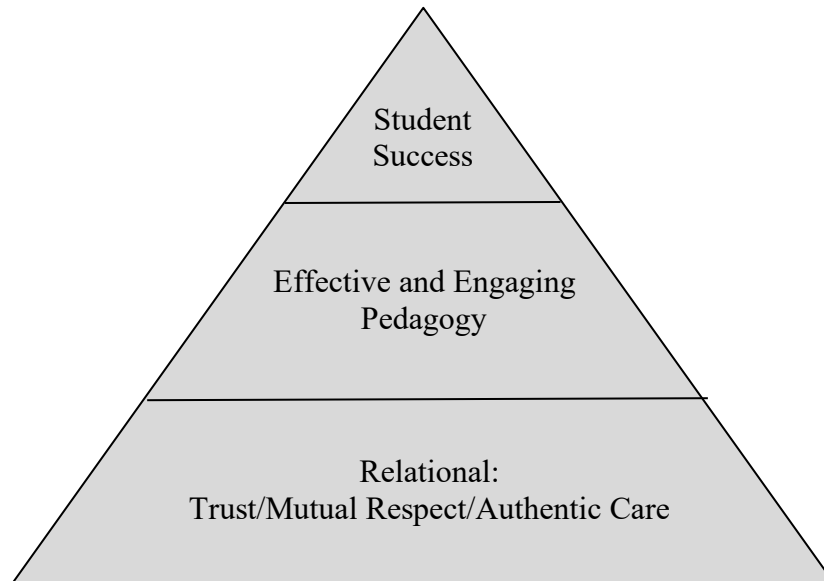 Student
Success
Effective and Engaging
Pedagogy
Relational:
Trust/Mutual Respect/Authentic Care